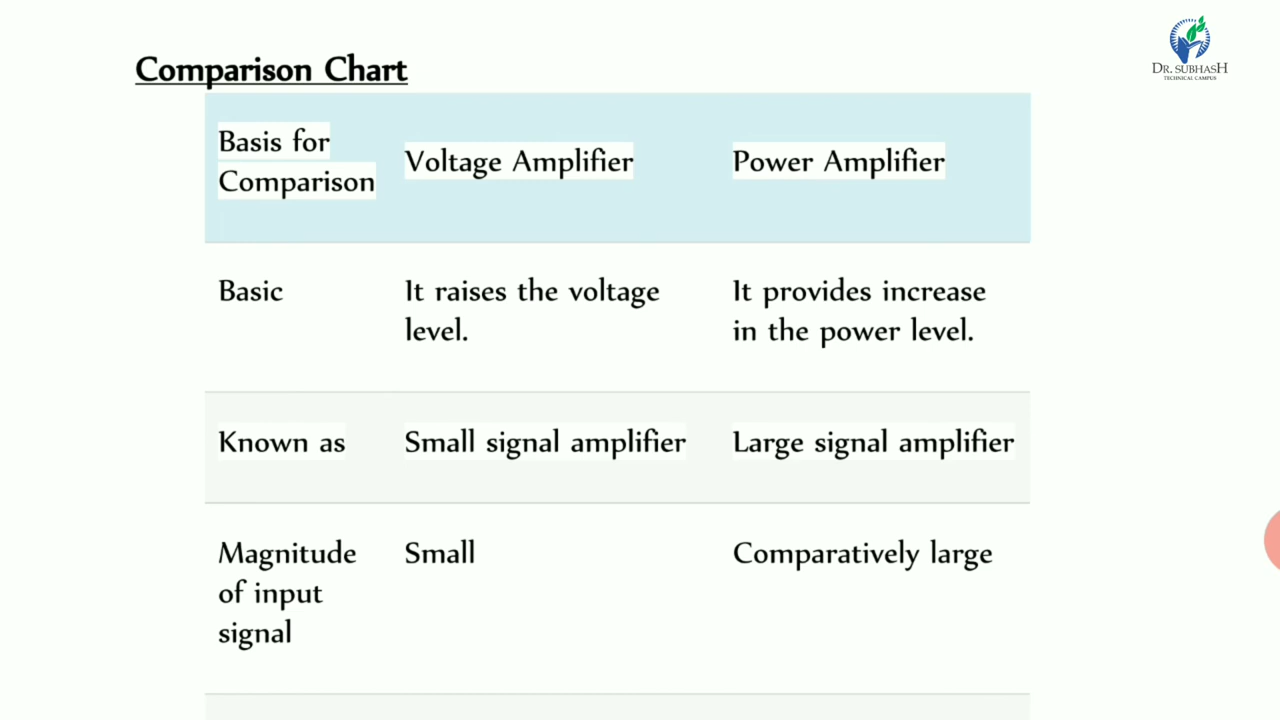 DR. SUBHASH
TECHNICAL CAMPUS
Comparison Chart
Basis for
Comparison
Voltage Amplifier
Power Amplifier
Basic
It raises the voltage
level.
It provides increase
in the power level.
Known as
Small signal amplifier
Large signal amplifier
Magnitude
of input
signal
Small
Comparatively large